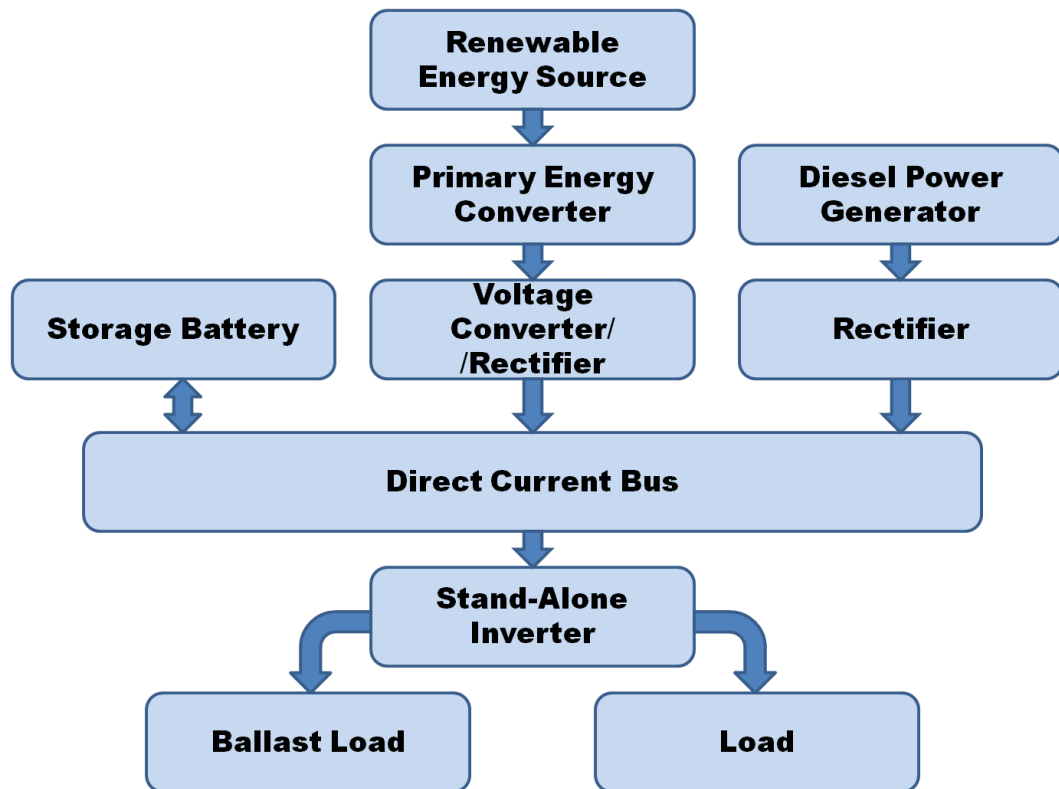 Renewable
Energy Source
Primary Energy
Converter
Diesel Power
Generator
Storage Battery
Voltage
Converter/
/Rectifier
Rectifier
Direct Current Bus
Stand-Alone
Inverter
Ballast Load
Load